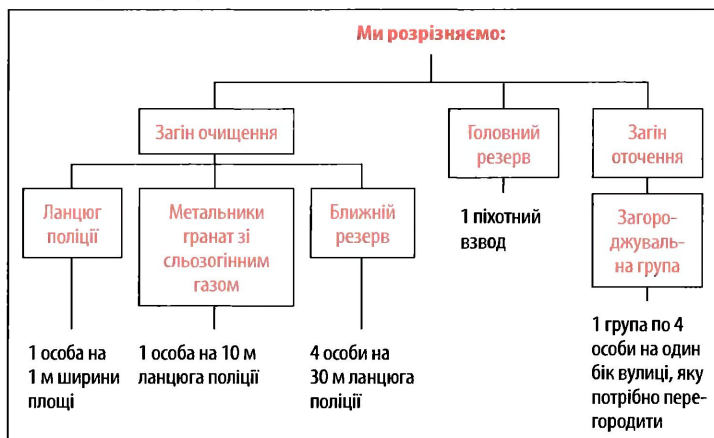 Ми розрізняємо:
Загін очищення
Головний
резерв
Загін
оточення
Ланцюг
поліції
Метальники
гранат зі
сльозогінним
газом
Ближній
резерв
1 піхотний
взвод
Загоро-
джуваль-
на група
1 особа на
1 м ширини
площі
1 особа на 10 м
ланцюга поліції
4 особи на
30 м ланцюга
поліції
1 група по 4
особи на один
бік вулиці, яку
потрібно пере-
городити